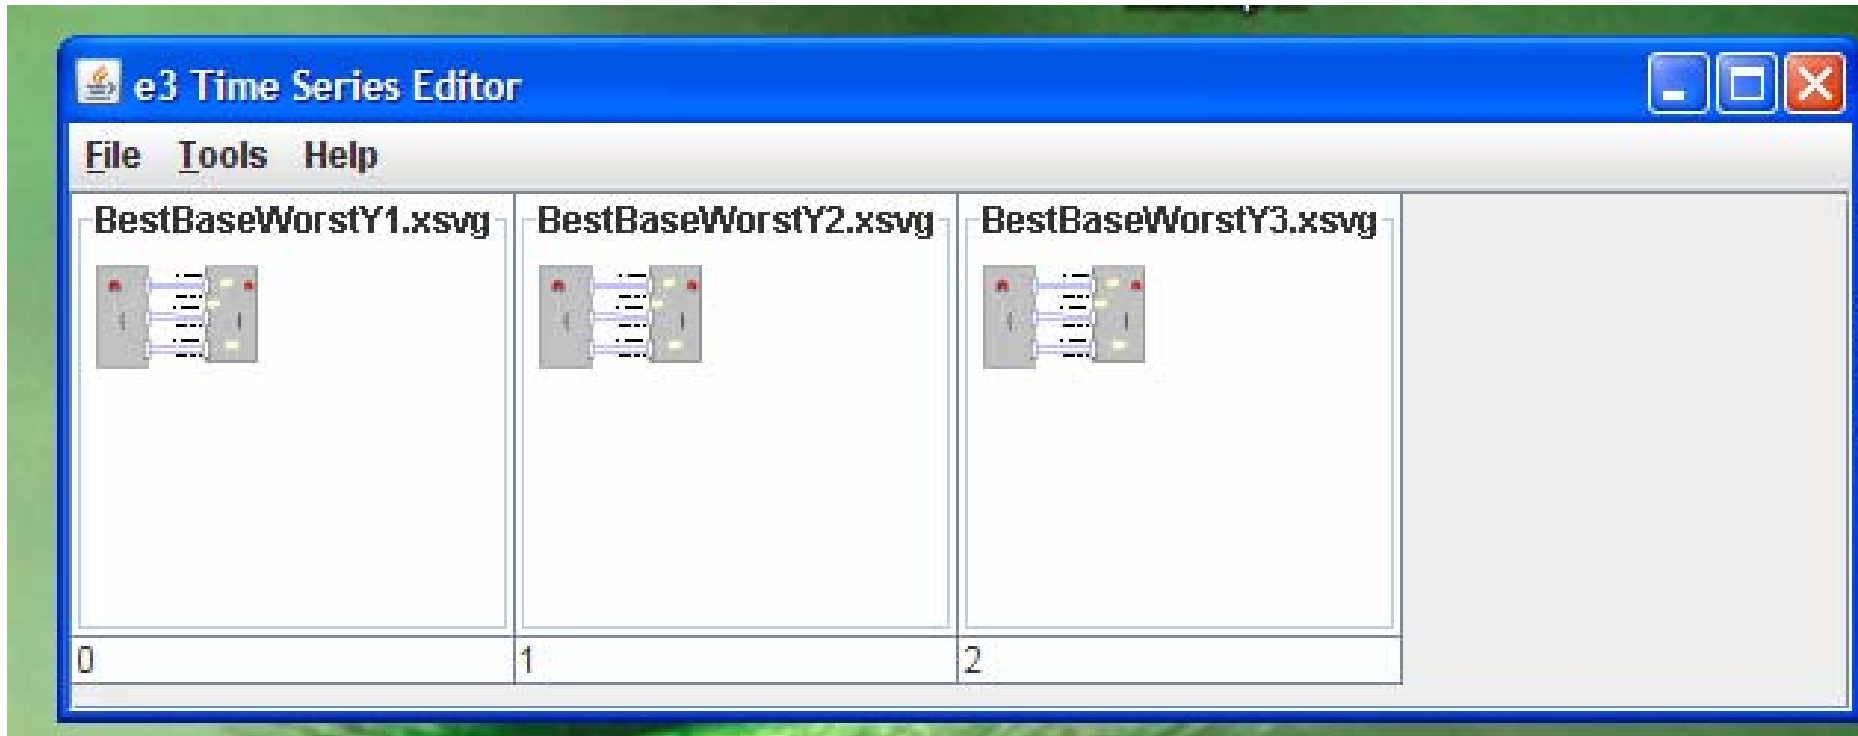 e3 Time Series Editor
File Tools Help
BestBaseWorstY1.xsvg BestBaseWorstY2.xsvg BestBaseWorstY3.xsvg
0 1 2